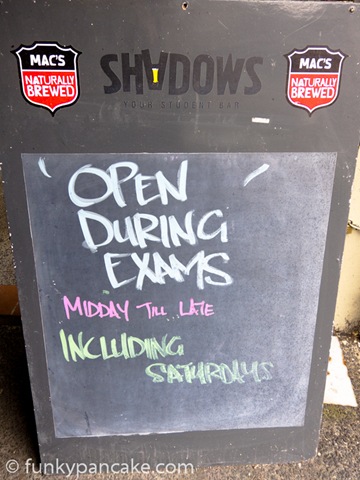 MAC'S
NATURALLY
BREWED
SHADOWS
YOUR STUDENT BAR
MAC'S
NATURALLY
BREWED
'OPEN'
DURING
EXAMS
MIDDAY TILL..LATE
INCLUDING
SATURDAYS
© funkypancake.com